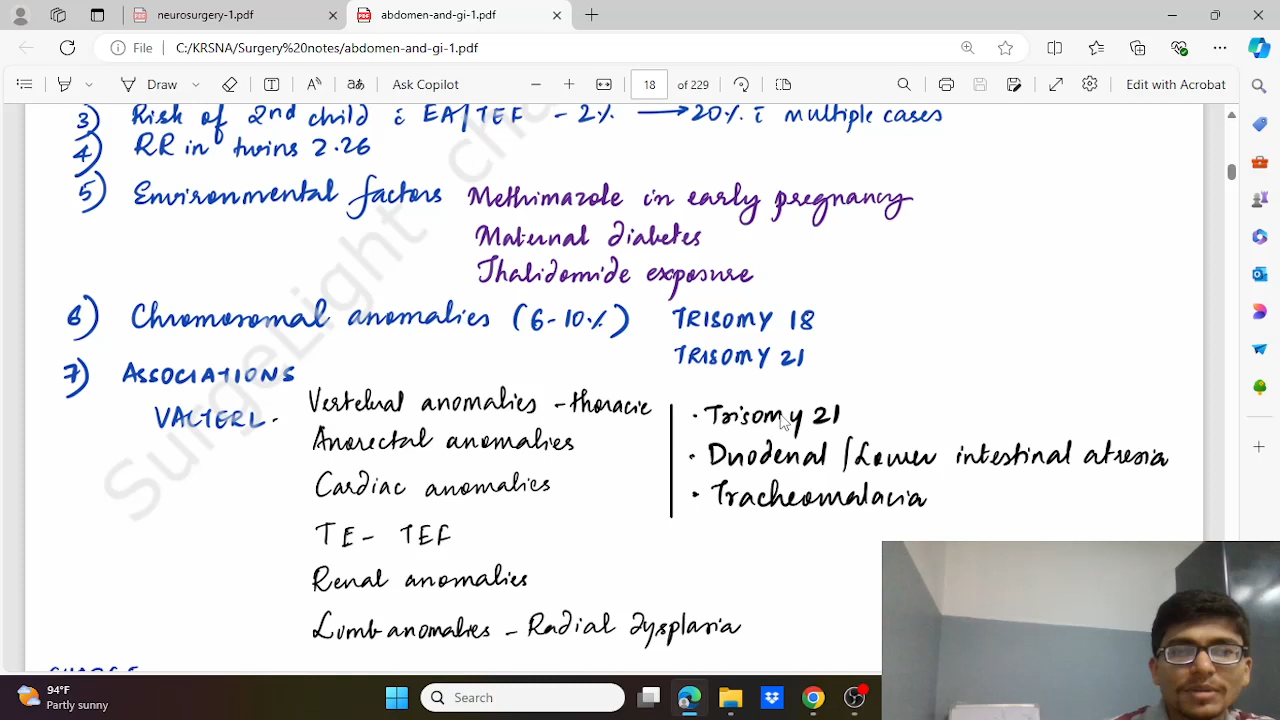 neurosurgery-1.pdf
abdomen-and-gi-1.pdf
File
C:/KRSNA/Surgery%20notes/abdomen-and-gi-1.pdf
Draw
Ask Copilot
18 of 229
Edit with Acrobat
3) Risk of 2nd child c̄ EA/TEF - 2% → 20% c̄ multiple cases
4) RR in twins 2.26
5) Environmental factors Methimazole in early pregnancy
Maternal diabetes
Thalidomide exposure
6) Chromosomal anomalies (6-10%) TRISOMY 18
TRISOMY 21
7) ASSOCIATIONS
VACTERL - Vertebral anomalies - thoracic
Anorectal anomalies
Cardiac anomalies
TE - TEF
Renal anomalies
Limb anomalies - Radial dysplasia
· Trisomy 21
· Duodenal / Lower intestinal atresia
· Tracheomalacia
SurgeLight
94°F
Partly sunny
Search